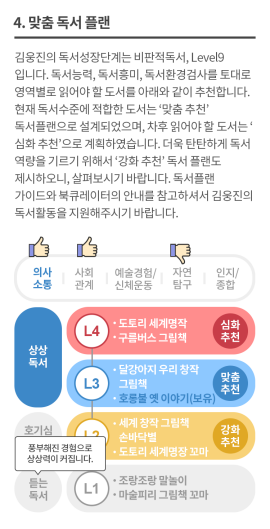 4. 맞춤 독서 플랜
김웅진의 독서성장단계는 비판적독서, Level9
입니다. 독서능력, 독서흥미, 독서환경검사를 토대로
영역별로 읽어야 할 도서를 아래와 같이 추천합니다.
현재 독서수준에 적합한 도서는 ‘맞춤 추천’
독서플랜으로 설계되었으며, 차후 읽어야 할 도서는 ‘
심화 추천’으로 계획하였습니다. 더욱 탄탄하게 독서
역량을 기르기 위해서 ‘강화 추천’ 독서 플랜도
제시하오니, 살펴보시기 바랍니다. 독서플랜
가이드와 북큐레이터의 안내를 참고하셔서 김웅진의
독서활동을 지원해주시기 바랍니다.
의사
소통
사회
관계
예술경험/
신체운동
자연
탐구
인지/
종합
상상
독서
L4
· 도토리 세계명작
· 구름버스 그림책
심화
추천
L3
· 달강아지 우리 창작
그림책
· 호롱불 옛 이야기(보유)
맞춤
추천
호기심
풍부해진 경험으로
상상력이 커집니다.
L2
· 세계 창작 그림책
손바닥별
· 도토리 세계명장 꼬마
강화
추천
듣는
독서
L1
· 조랑조랑 말놀이
· 마술피리 그림책 꼬마